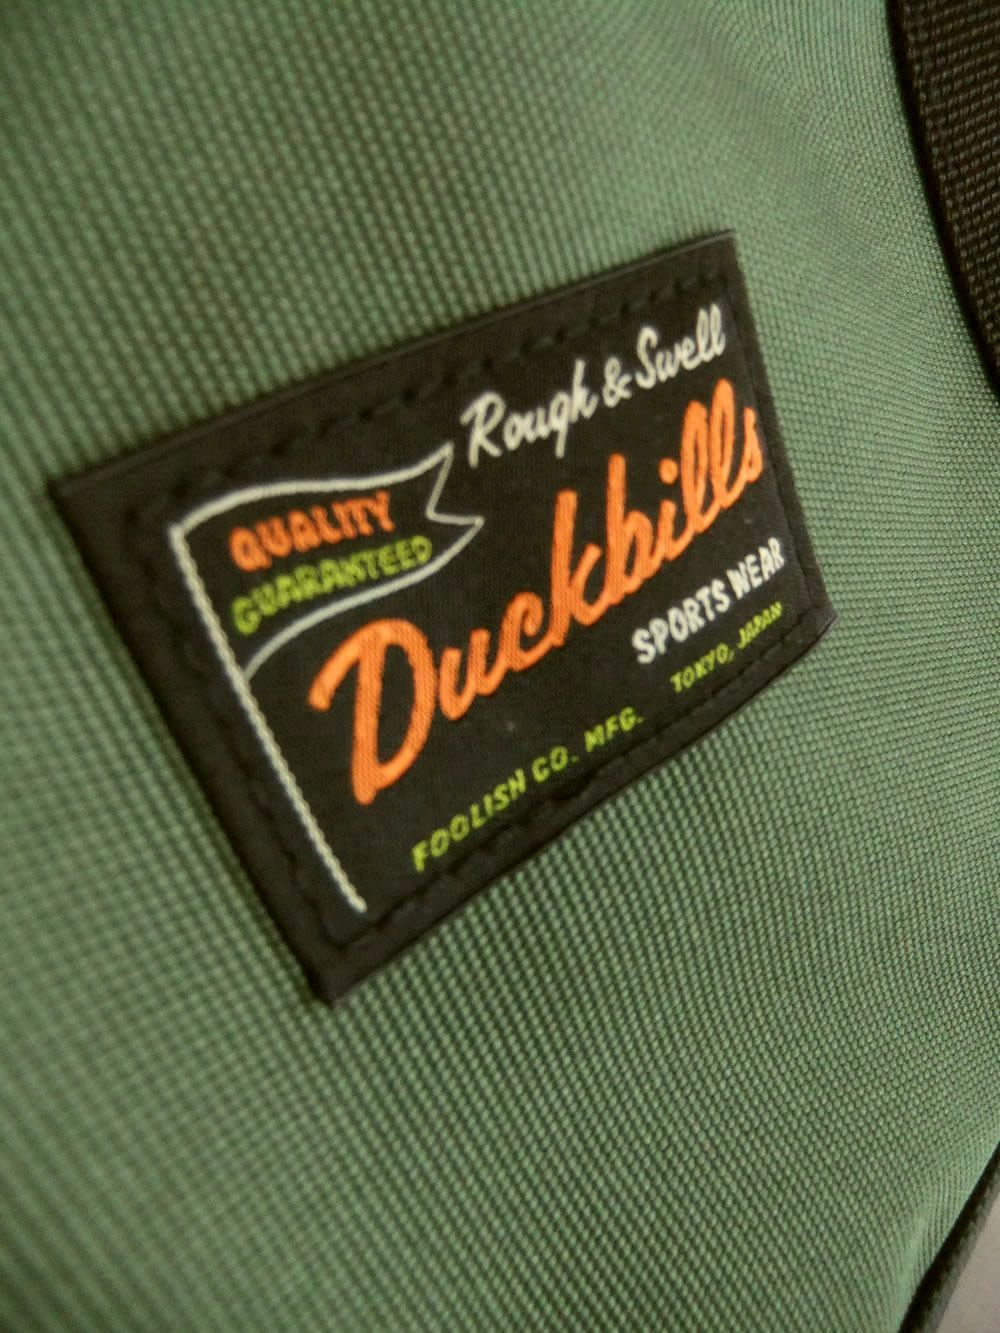 Rough & Swell
QUALITY
GUARANTEED
Duckbills
SPORTS WEAR
FOOLISH CO. MFG. TOKYO, JAPAN